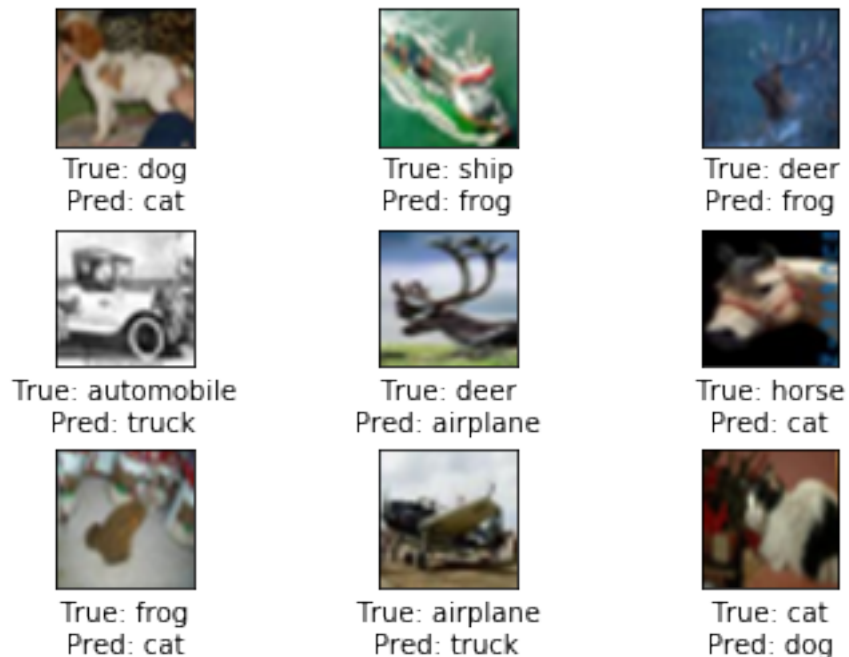 True: dog
Pred: cat
True: ship
Pred: frog
True: deer
Pred: frog
True: automobile
Pred: truck
True: deer
Pred: airplane
True: horse
Pred: cat
True: frog
Pred: cat
True: airplane
Pred: truck
True: cat
Pred: dog